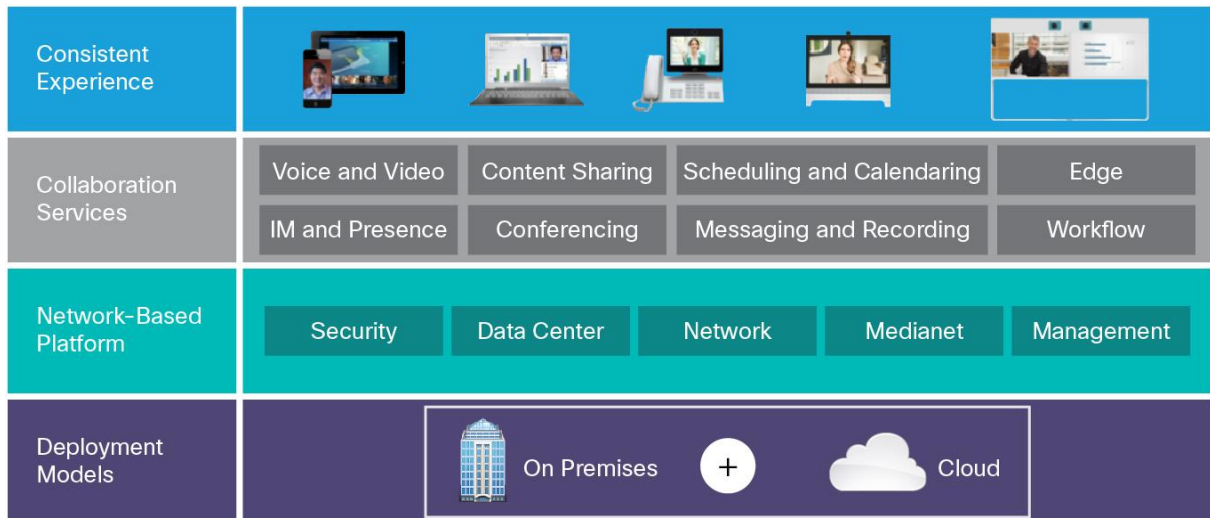 Consistent
Experience
Collaboration
Services
Voice and Video
Content Sharing
Scheduling and Calendaring
Edge
IM and Presence
Conferencing
Messaging and Recording
Workflow
Network-Based
Platform
Security
Data Center
Network
Medianet
Management
Deployment
Models
On Premises
+
Cloud